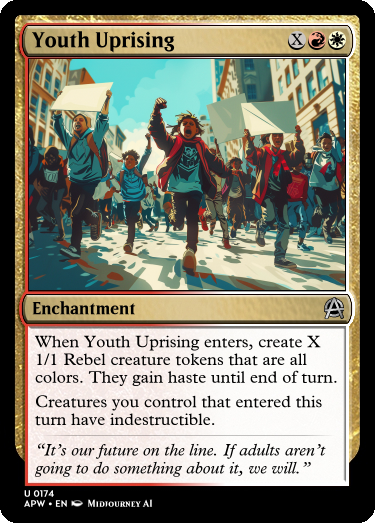 Youth Uprising X
Enchantment
When Youth Uprising enters, create X
1/1 Rebel creature tokens that are all
colors. They gain haste until end of turn.
Creatures you control that entered this
turn have indestructible.
“It’s our future on the line. If adults aren’t
going to do something about it, we will.”
U 0174
APW • EN Midjourney AI